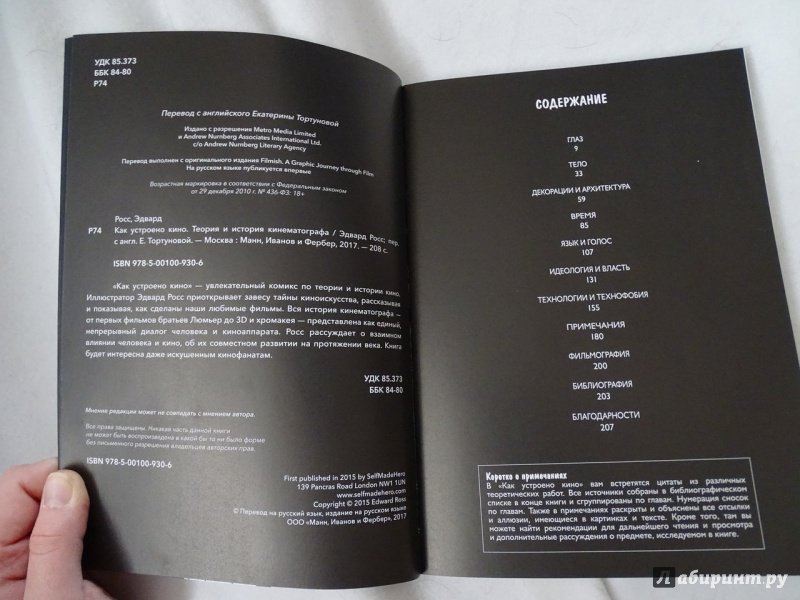 УДК 85.373
ББК 84-80
Р74
Перевод с английского Екатерины Тортуновой
Издано с разрешения Metro Media Limited
и Andrew Nurnberg Associates International Ltd.
c/o Andrew Nurnberg Literary Agency
Перевод выполнен с оригинального издания Filmish. A Graphic Journey through Film
На русском языке публикуется впервые
Возрастная маркировка в соответствии с Федеральным законом
от 29 декабря 2010 г. № 436-ФЗ: 18+
Росс, Эдвард
Р74 Как устроено кино. Теория и история кинематографа / Эдвард Росс; пер.
с англ. Е. Тортуновой. — Москва : Манн, Иванов и Фербер, 2017. — 208 с.
ISBN 978-5-00100-930-6
«Как устроено кино» — увлекательный комикс по теории и истории кино.
Иллюстратор Эдвард Росс приоткрывает завесу тайны киноискусства, рассказывая
и показывая, как сделаны наши любимые фильмы. Вся история кинематографа —
от первых фильмов братьев Люмьер до 3D и хромакея — представлена как единый,
непрерывный диалог человека и киноаппарата. Росс рассуждает о взаимном
влиянии человека и кино, об их совместном развитии на протяжении века. Книга
будет интересна даже искушенным кинофанатам.
УДК 85.373
ББК 84-80
Мнение редакции может не совпадать с мнением автора.
Все права защищены. Никакая часть данной книги
не может быть воспроизведена в какой бы то ни было форме
без письменного разрешения владельцев авторских прав.
ISBN 978-5-00100-930-6
First published in 2015 by SelfMadeHero
139 Pancras Road London NW1 1UN
www.selfmadehero.com
Copyright © 2015 Edward Ross
© Перевод на русский язык, издание на русском языке
ООО «Манн, Иванов и Фербер», 2017
СОДЕРЖАНИЕ
ГЛАЗ
9
ТЕЛО
33
ДЕКОРАЦИИ И АРХИТЕКТУРА
59
ВРЕМЯ
85
ЯЗЫК И ГОЛОС
107
ИДЕОЛОГИЯ И ВЛАСТЬ
131
ТЕХНОЛОГИИ И ТЕХНОФОБИЯ
155
ПРИМЕЧАНИЯ
180
ФИЛЬМОГРАФИЯ
200
БИБЛИОГРАФИЯ
203
БЛАГОДАРНОСТИ
207
Коротко о примечаниях
В «Как устроено кино» вам встретятся цитаты из различных
теоретических работ. Все источники собраны в библиографическом
списке в конце книги и сгруппированы по главам. Нумерация сносок
по главам. Также в примечаниях раскрыты и объяснены все отсылки
и аллюзии, имеющиеся в картинках и тексте. Кроме того, там вы
можете найти рекомендации для дальнейшего чтения и просмотра
и дополнительные рассуждения о предмете, исследуемом в книге.
Лабиринт.ру